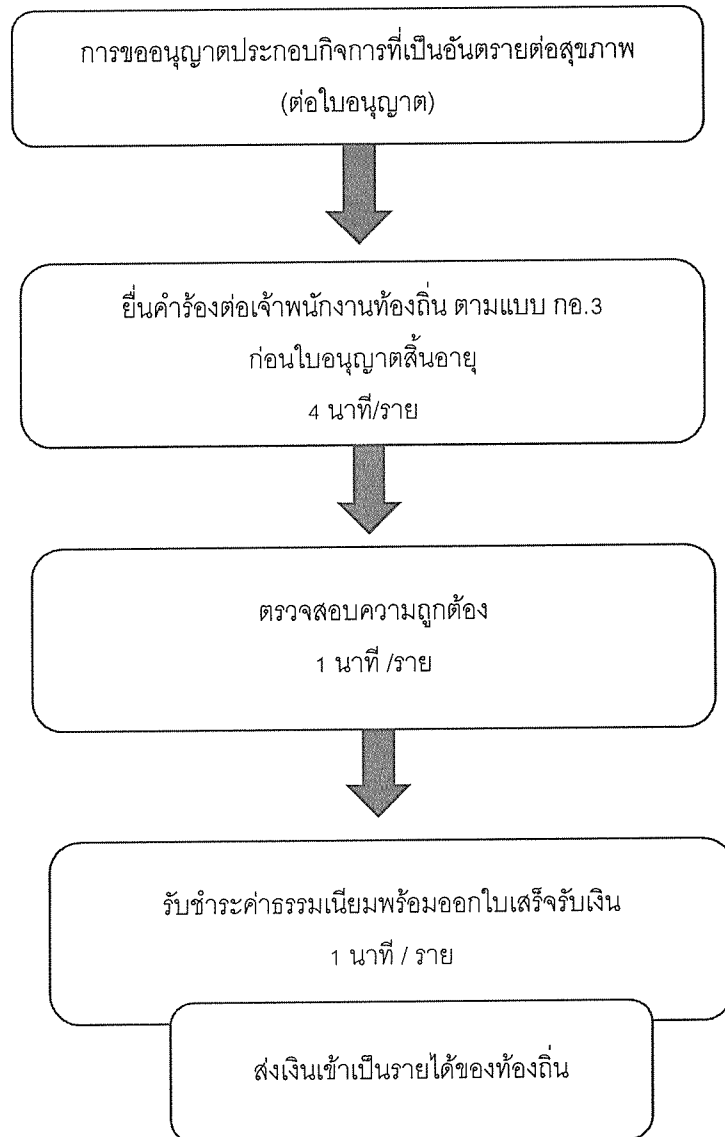 การขออนุญาตประกอบกิจการที่เป็นอันตรายต่อสุขภาพ
(ต่อใบอนุญาต)
ยื่นคำร้องต่อเจ้าพนักงานท้องถิ่น ตามแบบ กอ.3
ก่อนใบอนุญาตสิ้นอายุ
4 นาที/ราย
ตรวจสอบความถูกต้อง
1 นาที /ราย
รับชำระค่าธรรมเนียมพร้อมออกใบเสร็จรับเงิน
1 นาที / ราย
ส่งเงินเข้าเป็นรายได้ของท้องถิ่น